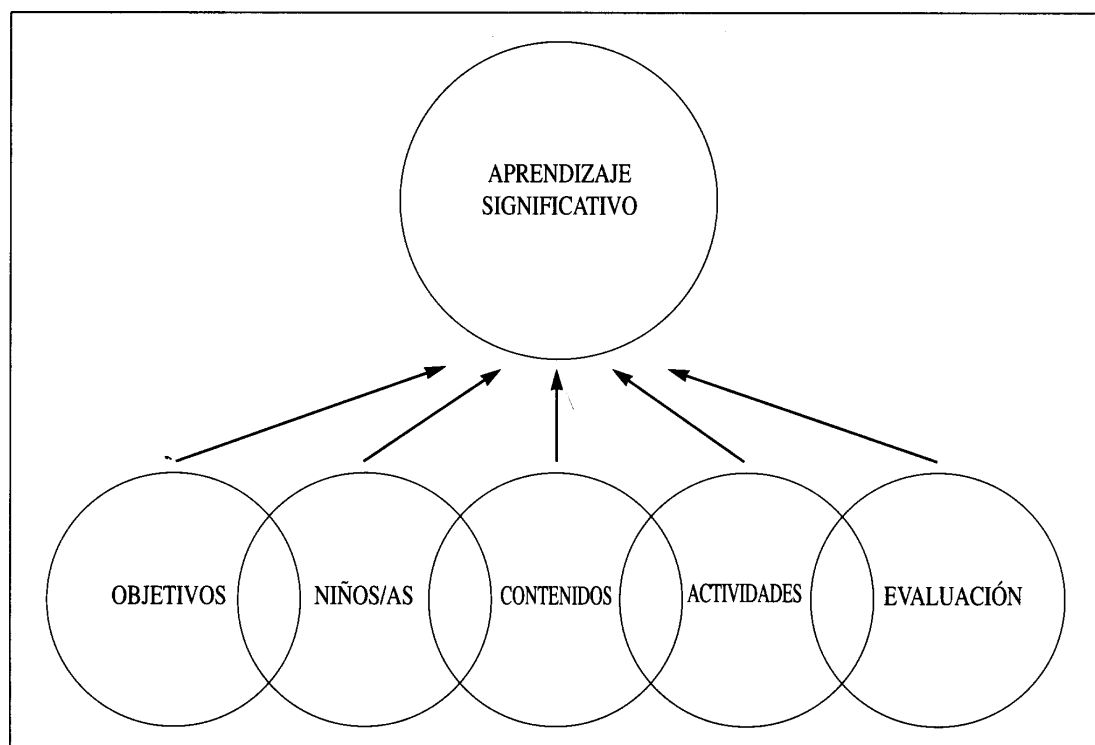 APRENDIZAJE
SIGNIFICATIVO
OBJETIVOS
NIÑOS/AS
CONTENIDOS
ACTIVIDADES
EVALUACIÓN